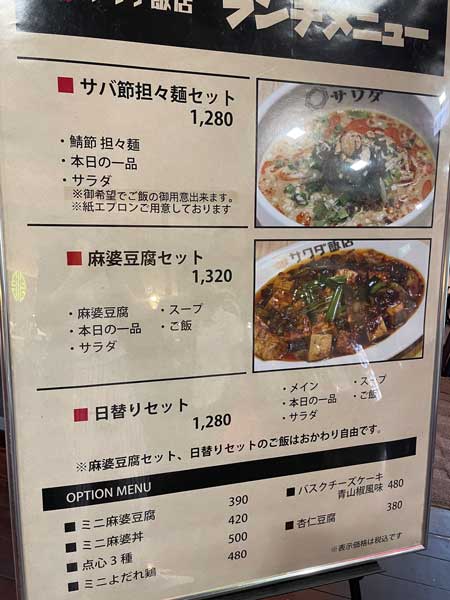 サワダ飯店 ランチメニュー
■ サバ節担々麺セット
1,280
・鯖節 担々麺
・本日の一品
・サラダ
※御希望でご飯の御用意出来ます。
※紙エプロンご用意しております
サワダ
■ 麻婆豆腐セット
1,320
・麻婆豆腐 ・スープ
・本日の一品 ・ご飯
・サラダ
サワダ飯店
■ 日替りセット
1,280
・メイン ・スープ
・本日の一品 ・ご飯
・サラダ
※麻婆豆腐セット、日替りセットのご飯はおかわり自由です。
OPTION MENU
■ ミニ麻婆豆腐 390
■ ミニ麻婆丼 420
■ 点心3種 500
■ ミニよだれ鶏 480
■ バスクチーズケーキ
青山椒風味 480
■ 杏仁豆腐 380
※表示価格は税込です